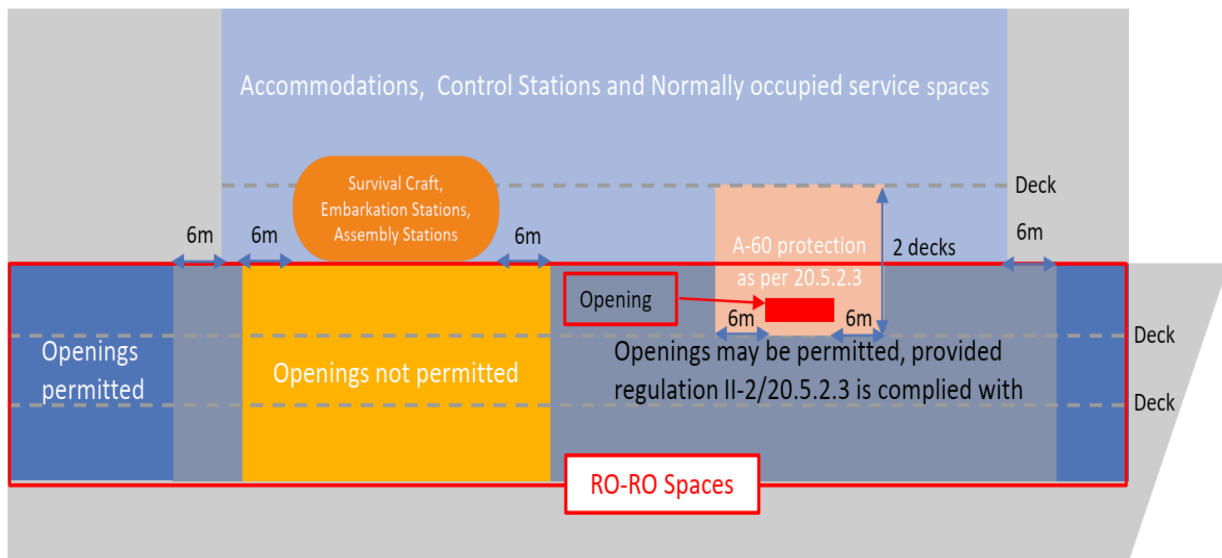 Accommodations, Control Stations and Normally occupied service spaces
Survival Craft,
Embarkation Stations,
Assembly Stations
Deck
6m
6m
6m
6m
A-60 protection
as per 20.5.2.3
2 decks
Opening
6m
6m
Deck
Openings
permitted
Openings not permitted
Openings may be permitted, provided
regulation II-2/20.5.2.3 is complied with
Deck
RO-RO Spaces